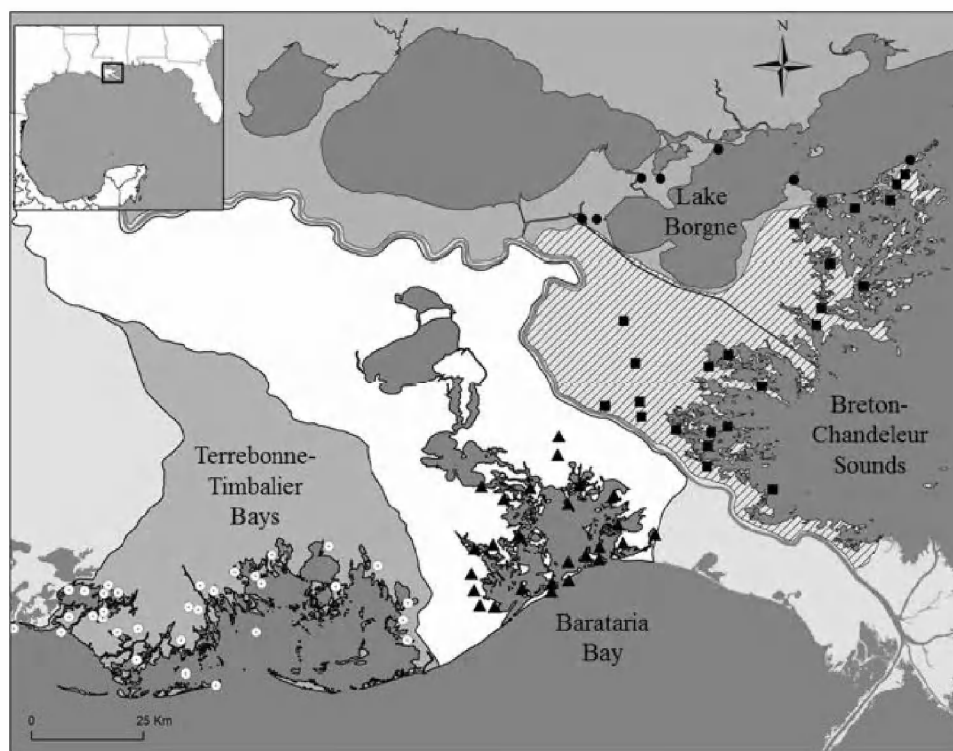 N
Lake
Borgne
Breton-
Chandeleur
Sounds
Terrebonne-
Timbalier
Bays
Barataria
Bay
0
25 Km